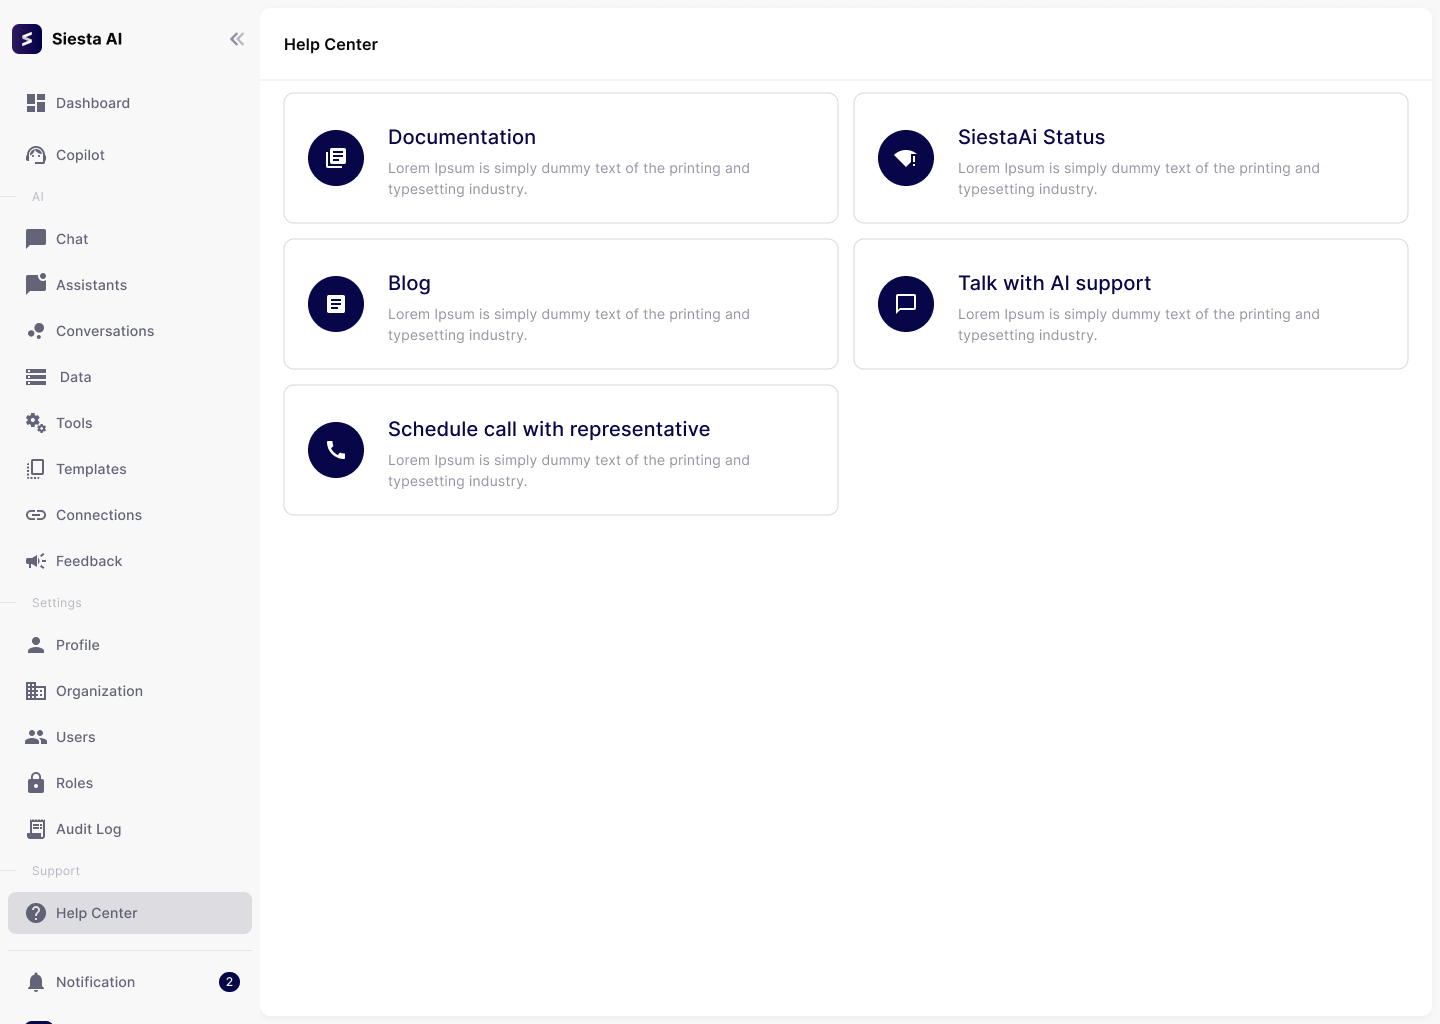 Siesta AI
Dashboard
Copilot
AI
Chat
Assistants
Conversations
Data
Tools
Templates
Connections
Feedback
Settings
Profile
Organization
Users
Roles
Audit Log
Support
Help Center
Notification 2
Help Center
Documentation
Lorem Ipsum is simply dummy text of the printing and
typesetting industry.
SiestaAi Status
Lorem Ipsum is simply dummy text of the printing and
typesetting industry.
Blog
Lorem Ipsum is simply dummy text of the printing and
typesetting industry.
Talk with AI support
Lorem Ipsum is simply dummy text of the printing and
typesetting industry.
Schedule call with representative
Lorem Ipsum is simply dummy text of the printing and
typesetting industry.